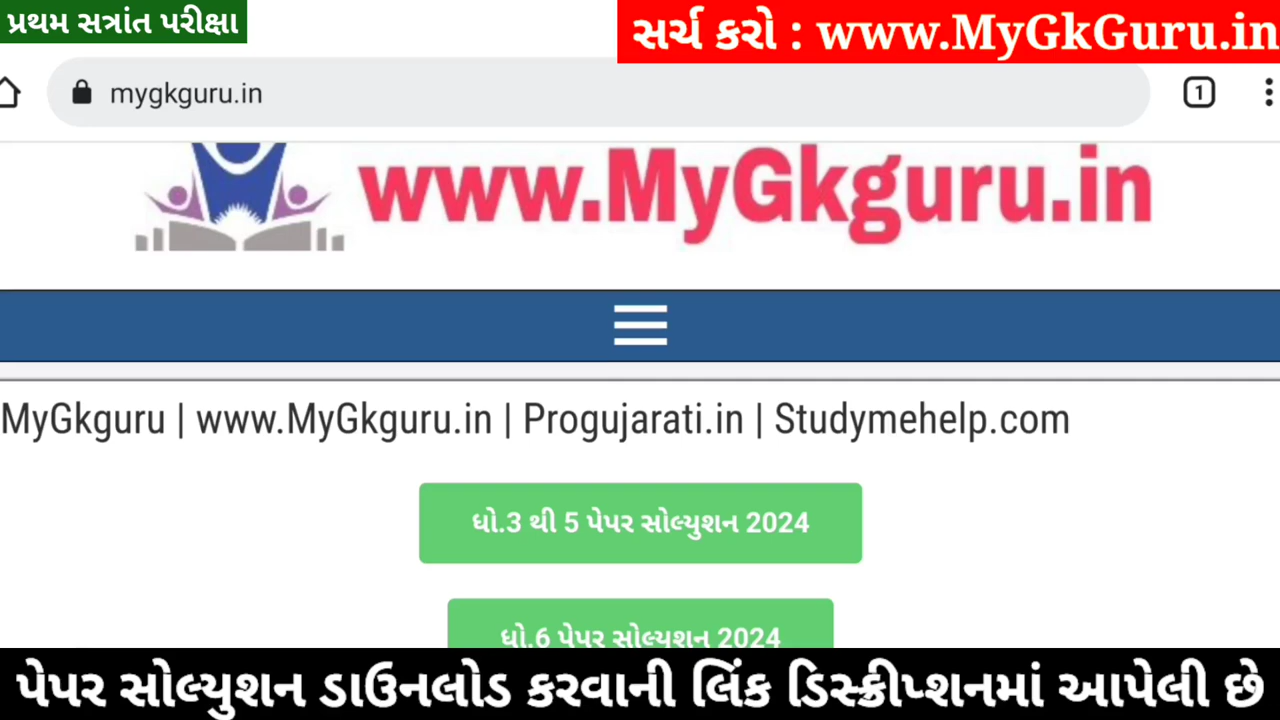 પ્રથમ સત્રાંત પરીક્ષા
સર્ચ કરો : www.MyGkGuru.in
mygkguru.in
1
www.MyGkguru.in
MyGkguru | www.MyGkguru.in | Progujarati.in | Studymehelp.com
ધો.3 થી 5 પેપર સોલ્યુશન 2024
ધો.6 પેપર સોલ્યુશન 2024
પેપર સોલ્યુશન ડાઉનલોડ કરવાની લિંક ડિસ્ક્રીપ્શનમાં આપેલી છે